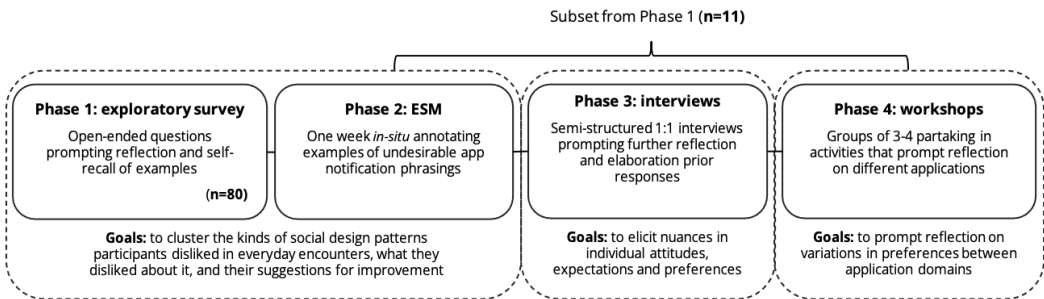 Subset from Phase 1 (n=11)
Phase 1: exploratory survey
Open-ended questions
prompting reflection and self-
recall of examples
(n=80)
Phase 2: ESM
One week in-situ annotating
examples of undesirable app
notification phrasings
Goals: to cluster the kinds of social design patterns
participants disliked in everyday encounters, what they
disliked about it, and their suggestions for improvement
Phase 3: interviews
Semi-structured 1:1 interviews
prompting further reflection
and elaboration prior
responses
Goals: to elicit nuances in
individual attitudes,
expectations and preferences
Phase 4: workshops
Groups of 3-4 partaking in
activities that prompt reflection
on different applications
Goals: to prompt reflection on
variations in preferences between
application domains